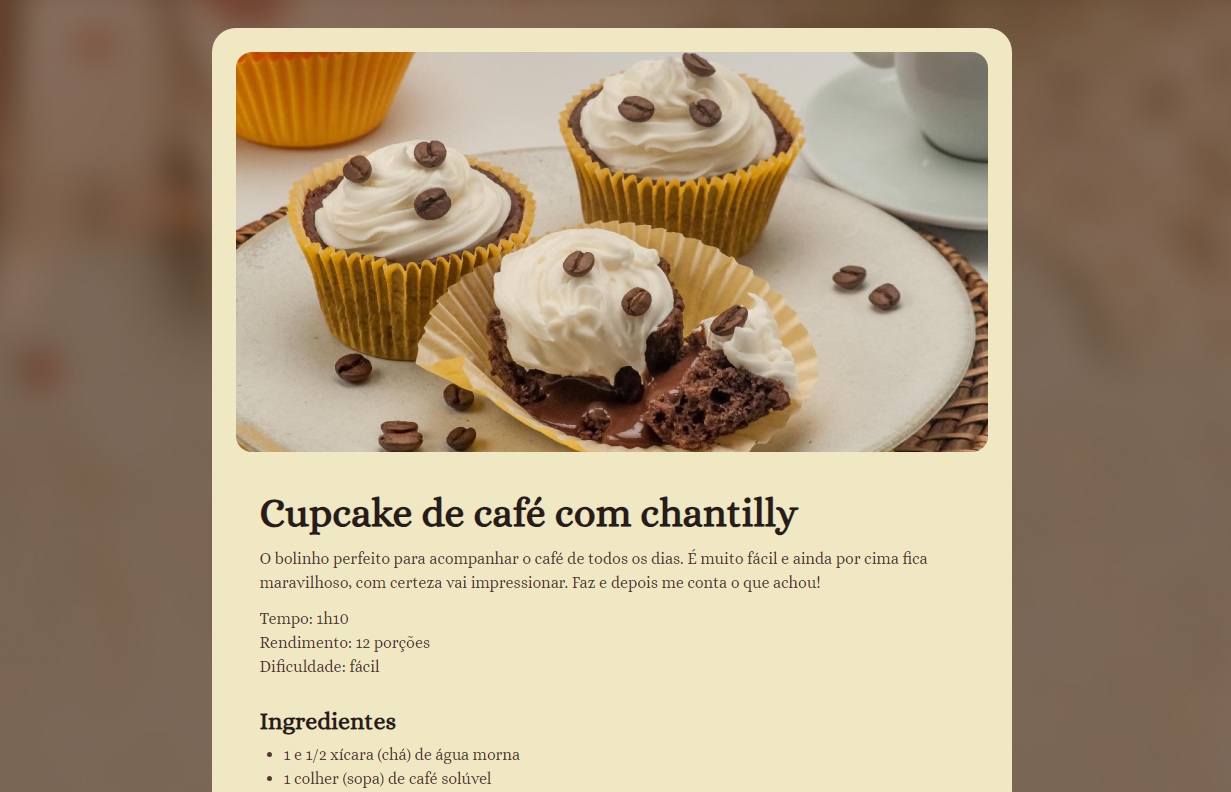 Cupcake de café com chantilly
O bolinho perfeito para acompanhar o café de todos os dias. É muito fácil e ainda por cima fica
maravilhoso, com certeza vai impressionar. Faz e depois me conta o que achou!
Tempo: 1h10
Rendimento: 12 porções
Dificuldade: fácil
Ingredientes
• 1 e 1/2 xícara (chá) de água morna
• 1 colher (sopa) de café solúvel